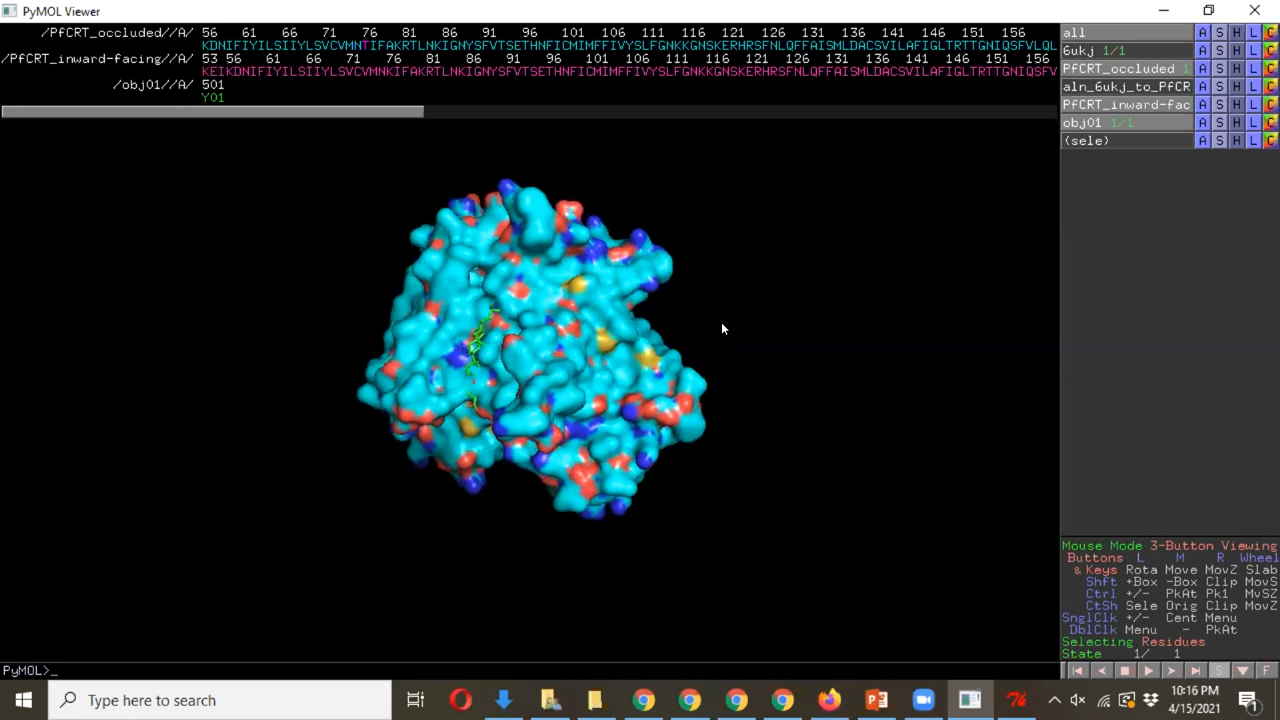 PyMOL Viewer
/PfCRT_occluded//A/ 56 61 66 71 76 81 86 91 96 101 106 111 116 121 126 131 136 141 146 151 156
KDNIFIYILSIIYLSVCVMNTIFAKRTLNKIGNYSFVTSETHNFICMIMFFIVYSLFGNKKGNSKERHRSFNLQFFAISMLDACSVILAFIGLTRTTGNIQSFVLQL
/PfCRT_inward-facing//A/ 53 56 61 66 71 76 81 86 91 96 101 106 111 116 121 126 131 136 141 146 151 156
KEIKDNIFIYILSIIYLSVCVMNKIFAKRTLNKIGNYSFVTSETHNFICMIMFFIVYSLFGNKKGNSKERHRSFNLQFFAISMLDACSVILAFIGLTRTTGNIQSFV
/obj01//A/ 501
Y01
all A S H L C
6ukj 1/1 A S H L C
PfCRT_occluded 1 A S H L C
aln_6ukj_to_PfCR A S H L C
PfCRT_inward-fac A S H L C
obj01 1/1 A S H L C
(sele) A S H L C
Mouse Mode 3-Button Viewing
Buttons L M R Wheel
& Keys Rota Move MovZ Slab
Shft +Box -Box Clip MovS
Ctrl +/- PkAt Pk1 MvSZ
CtSh Sele Orig Clip MovZ
SnglClk +/- Cent Menu
DblClk Menu - PkAt
Selecting Residues
State 1/ 1
PyMOL>_
S F
Type here to search
10:16 PM
4/15/2021
1